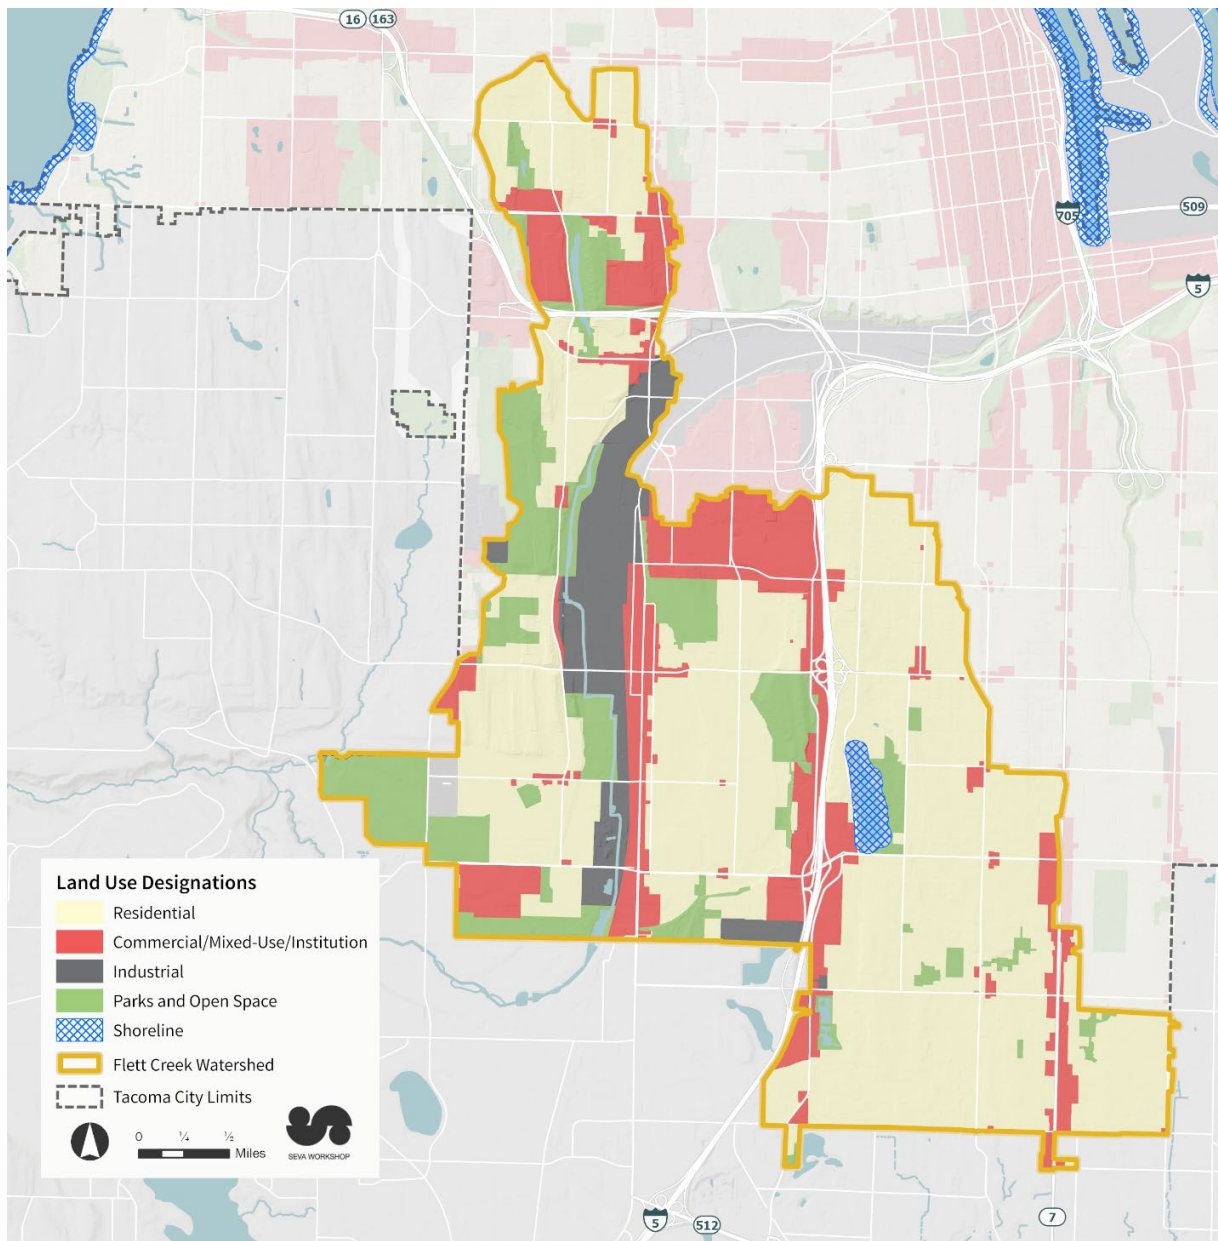 16
163
705
509
5
Land Use Designations
Residential
Commercial/Mixed-Use/Institution
Industrial
Parks and Open Space
Shoreline
Flett Creek Watershed
Tacoma City Limits
0 ¼ ½
Miles
SEVA WORKSHOP
5
512
7